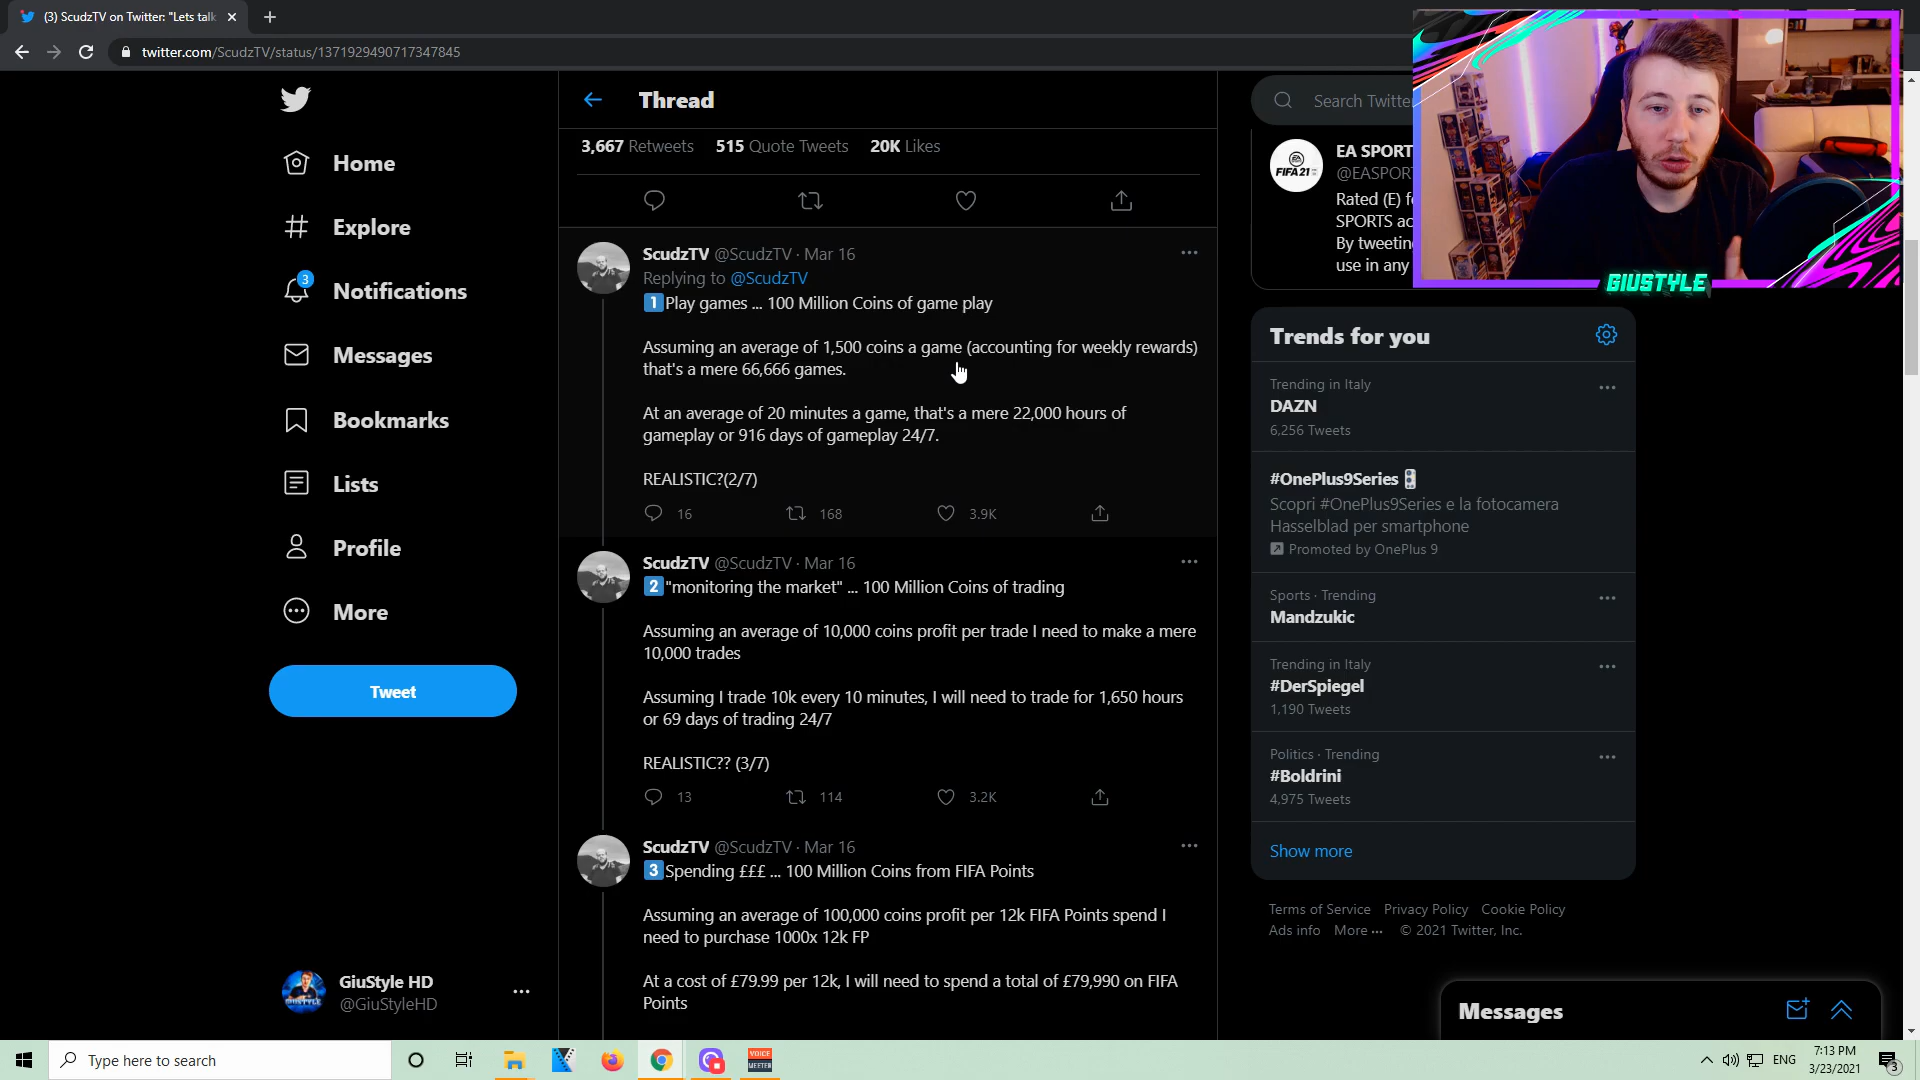 (3) ScudzTV on Twitter: "Lets talk
twitter.com/ScudzTV/status/1371929490717347845
Thread
Search Twitte
3,667 Retweets 515 Quote Tweets 20K Likes
Home
Explore
3
Notifications
Messages
Bookmarks
Lists
Profile
More
Tweet
GiuStyle HD
@GiuStyleHD
ScudzTV @ScudzTV · Mar 16
Replying to @ScudzTV
1 Play games ... 100 Million Coins of game play
Assuming an average of 1,500 coins a game (accounting for weekly rewards)
that's a mere 66,666 games.
At an average of 20 minutes a game, that's a mere 22,000 hours of
gameplay or 916 days of gameplay 24/7.
REALISTIC?(2/7)
16 168 3.9K
ScudzTV @ScudzTV · Mar 16
2 "monitoring the market" ... 100 Million Coins of trading
Assuming an average of 10,000 coins profit per trade I need to make a mere
10,000 trades
Assuming I trade 10k every 10 minutes, I will need to trade for 1,650 hours
or 69 days of trading 24/7
REALISTIC?? (3/7)
13 114 3.2K
ScudzTV @ScudzTV · Mar 16
3 Spending £££ ... 100 Million Coins from FIFA Points
Assuming an average of 100,000 coins profit per 12k FIFA Points spend I
need to purchase 1000x 12k FP
At a cost of £79.99 per 12k, I will need to spend a total of £79,990 on FIFA
Points
FIFA21
EA SPORT
@EASPOR
Rated (E) f
SPORTS ac
By tweetin
use in any
GIUSTYLE
Trends for you
Trending in Italy
DAZN
6,256 Tweets
#OnePlus9Series
Scopri #OnePlus9Series e la fotocamera
Hasselblad per smartphone
Promoted by OnePlus 9
Sports · Trending
Mandzukic
Trending in Italy
#DerSpiegel
1,190 Tweets
Politics · Trending
#Boldrini
4,975 Tweets
Show more
Terms of Service Privacy Policy Cookie Policy
Ads info More ··· © 2021 Twitter, Inc.
Messages
Type here to search
VOICE
MEETER
ENG
7:13 PM
3/23/2021
3